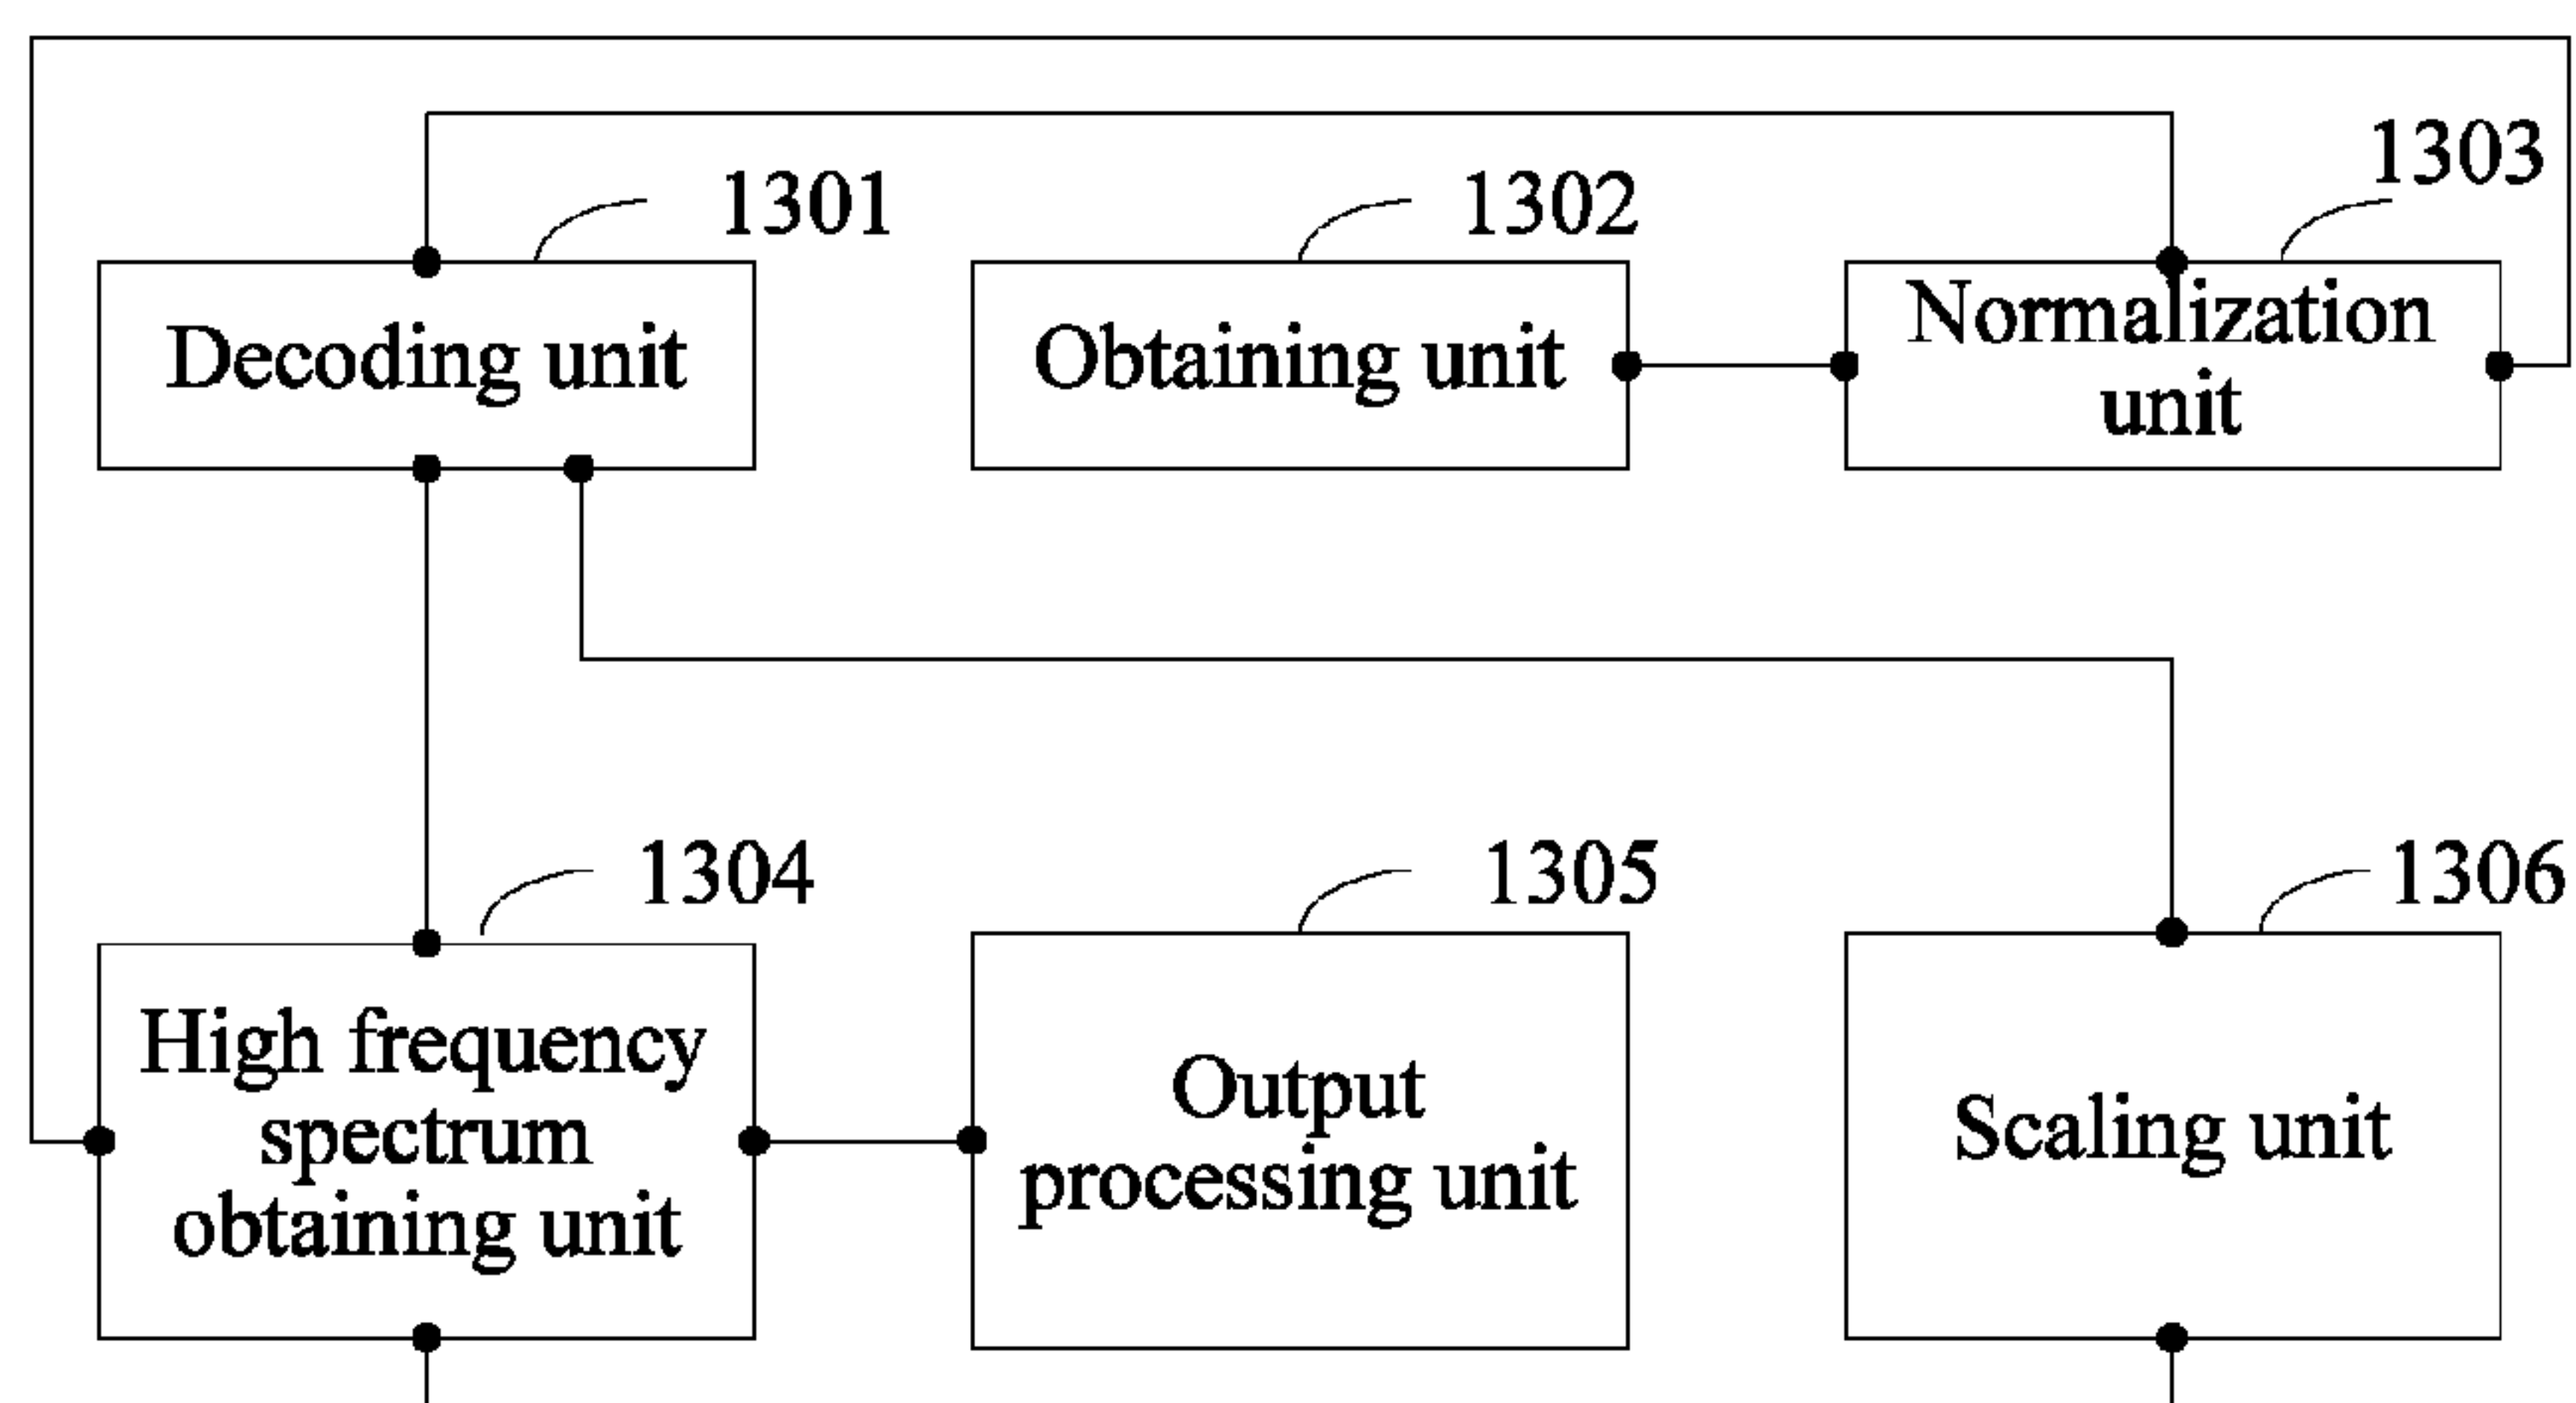 1301
1302
1303
Decoding unit
Obtaining unit
Normalization
unit
1304
1305
1306
High frequency
spectrum
obtaining unit
Output
processing unit
Scaling unit